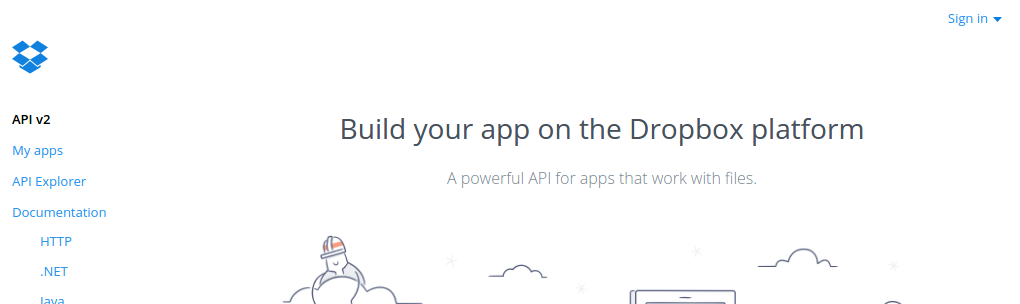 Sign in
API v2
My apps
API Explorer
Documentation
HTTP
.NET
Java
Build your app on the Dropbox platform
A powerful API for apps that work with files.